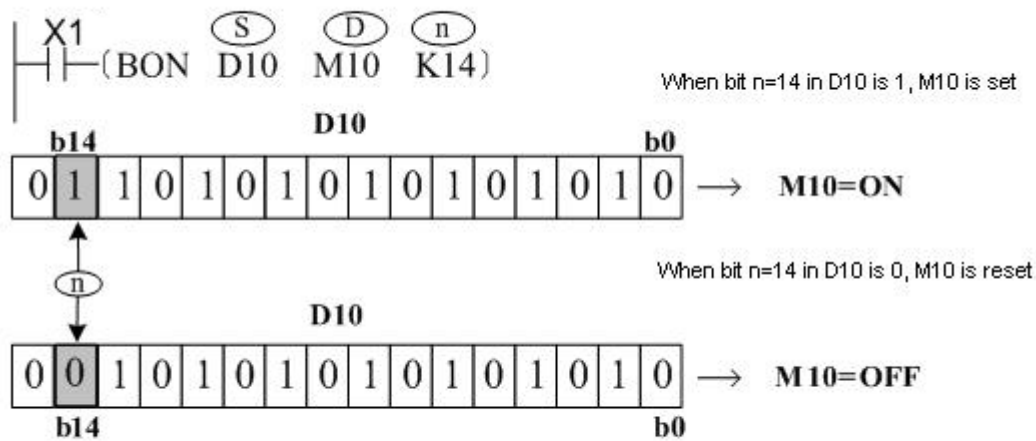 X1 S D n
(BON D10 M10 K14)
When bit n=14 in D10 is 1, M10 is set
D10
b14 b0
0 1 1 0 1 0 1 0 1 0 1 0 1 0 1 0 → M10=ON
n
When bit n=14 in D10 is 0, M10 is reset
D10
0 0 1 0 1 0 1 0 1 0 1 0 1 0 1 0 → M10=OFF
b14 b0